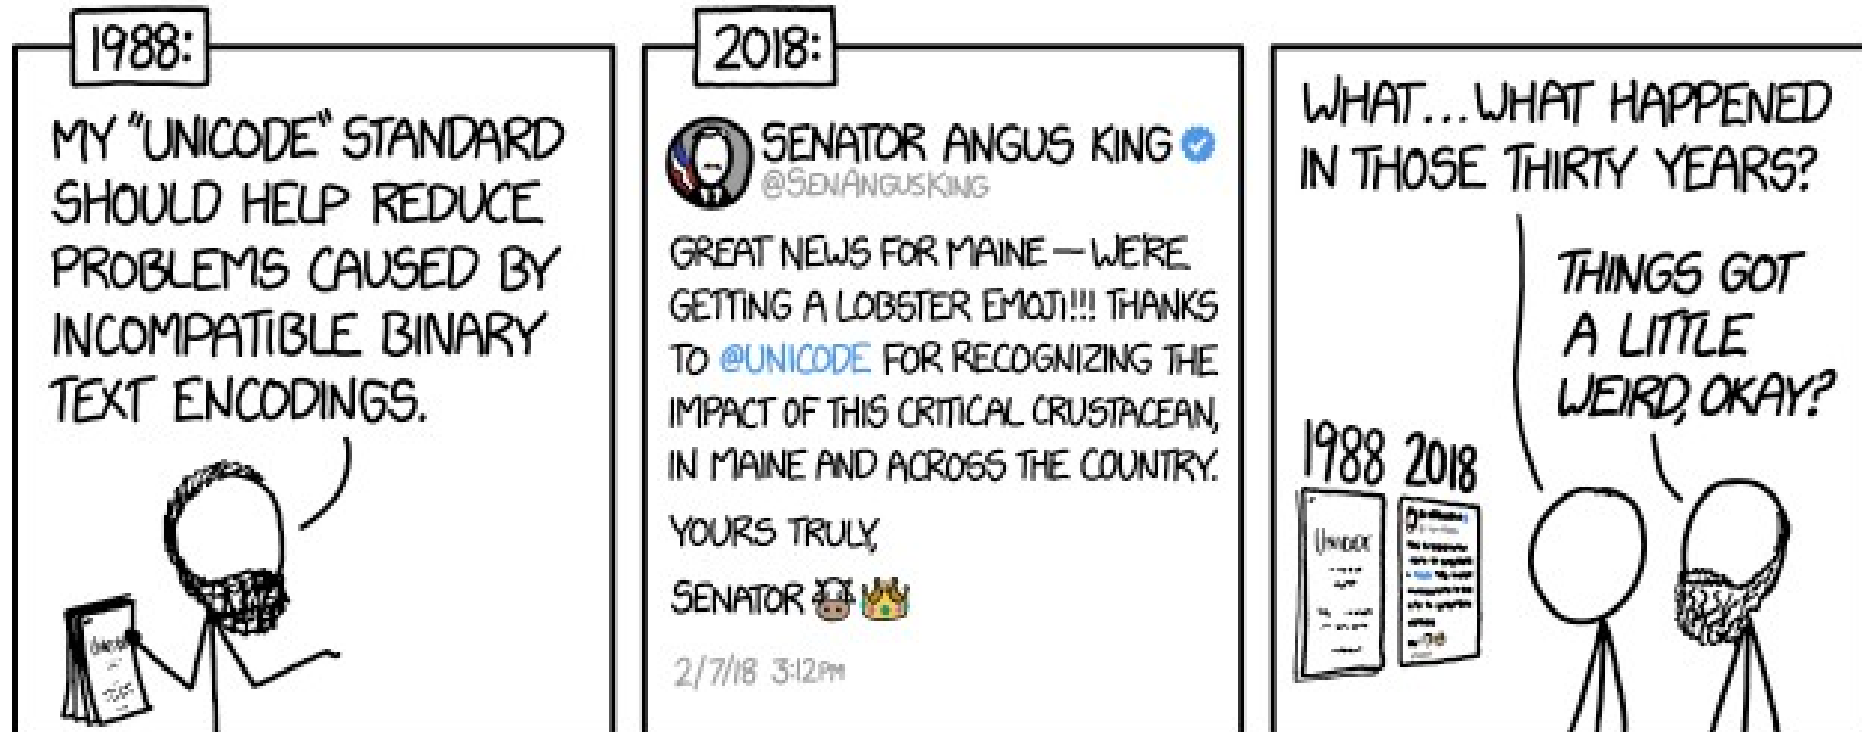 1988:
MY "UNICODE" STANDARD
SHOULD HELP REDUCE
PROBLEMS CAUSED BY
INCOMPATIBLE BINARY
TEXT ENCODINGS.
UNICODE
2018:
SENATOR ANGUS KING
@SENANGUSKING
GREAT NEWS FOR MAINE — WE'RE
GETTING A LOBSTER EMOJI!!! THANKS
TO @UNICODE FOR RECOGNIZING THE
IMPACT OF THIS CRITICAL CRUSTACEAN,
IN MAINE AND ACROSS THE COUNTRY.
YOURS TRULY,
SENATOR 🐮👑
2/7/18 3:12PM
WHAT...WHAT HAPPENED
IN THOSE THIRTY YEARS?
THINGS GOT
A LITTLE
WEIRD, OKAY?
1988 2018
UNICODE